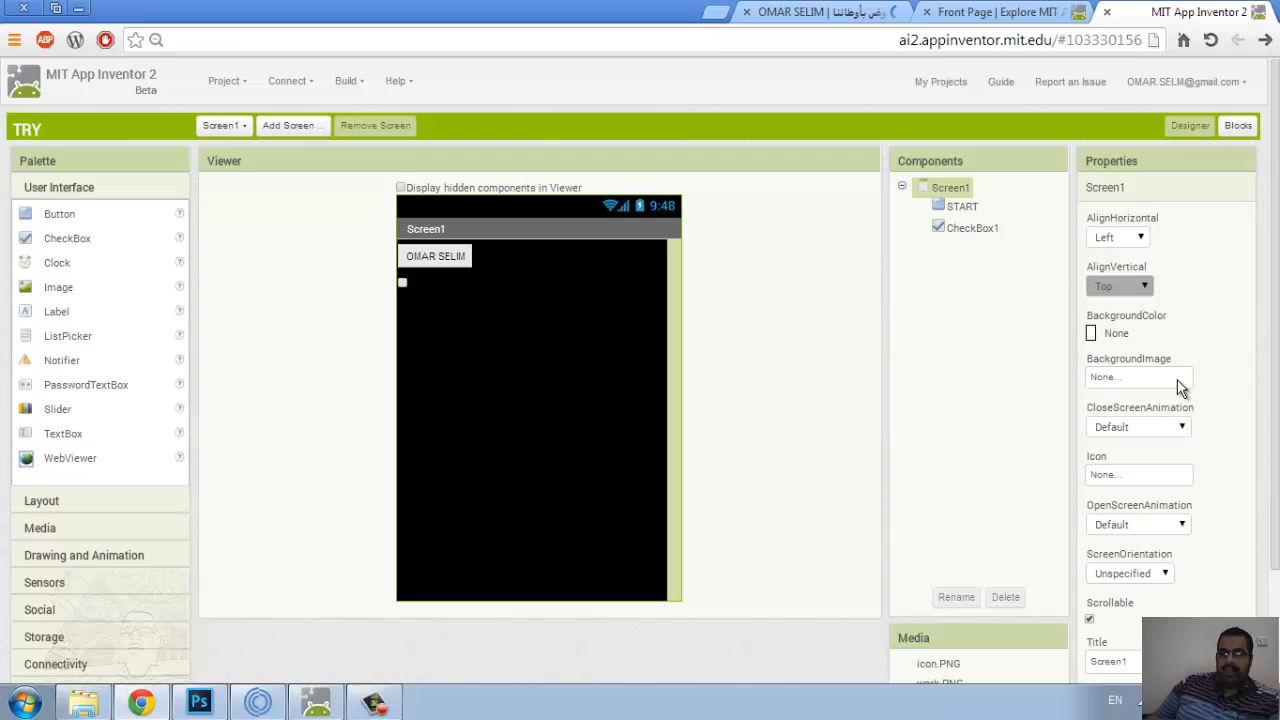 OMAR SELIM | وض بأوطاننا
Front Page | Explore MIT A
MIT App Inventor 2
ABP
ai2.appinventor.mit.edu/#103330156
MIT App Inventor 2
Beta
Project
Connect
Build
Help
My Projects
Guide
Report an Issue
OMAR.SELM@gmail.com
TRY
Screen1
Add Screen ...
Remove Screen
Designer
Blocks
Palette
User Interface
Button
CheckBox
Clock
Image
Label
ListPicker
Notifier
PasswordTextBox
Slider
TextBox
WebViewer
Layout
Media
Drawing and Animation
Sensors
Social
Storage
Connectivity
Viewer
Display hidden components in Viewer
9:48
Screen1
OMAR SELIM
Components
Screen1
START
CheckBox1
Rename
Delete
Media
icon.PNG
work.PNG
Properties
Screen1
AlignHorizontal
Left
AlignVertical
Top
BackgroundColor
None
BackgroundImage
None...
CloseScreenAnimation
Default
Icon
None...
OpenScreenAnimation
Default
ScreenOrientation
Unspecified
Scrollable
Title
Screen1
Ps
EN